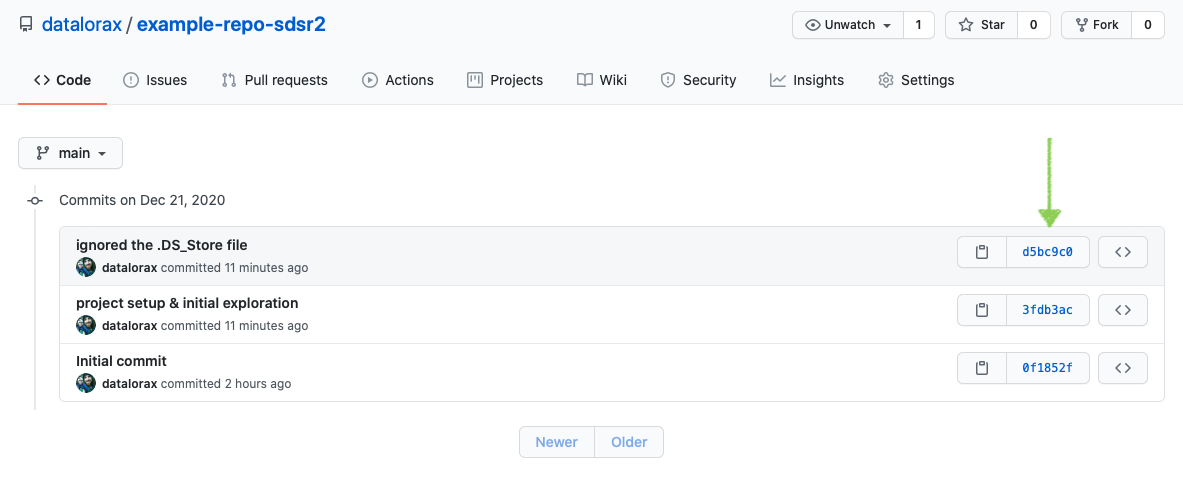 datalorax / example-repo-sdsr2
Unwatch 1 Star 0 Fork 0
Code Issues Pull requests Actions Projects Wiki Security Insights Settings
main
Commits on Dec 21, 2020
ignored the .DS_Store file
datalorax committed 11 minutes ago
d5bc9c0
project setup & initial exploration
datalorax committed 11 minutes ago
3fdb3ac
Initial commit
datalorax committed 2 hours ago
0f1852f
Newer Older